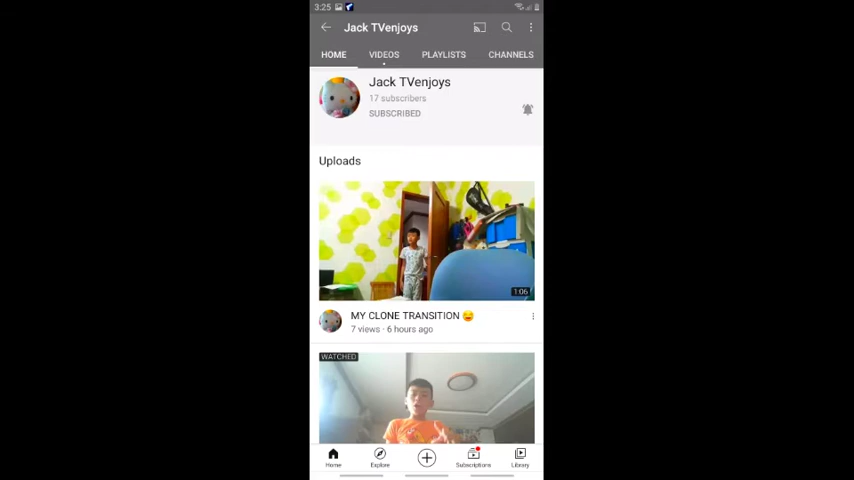 3:25
Jack TVenjoys
HOME VIDEOS PLAYLISTS CHANNELS
Jack TVenjoys
17 subscribers
SUBSCRIBED
Uploads
1:06
MY CLONE TRANSITION 😆
7 views · 6 hours ago
WATCHED
Home Explore Subscriptions Library